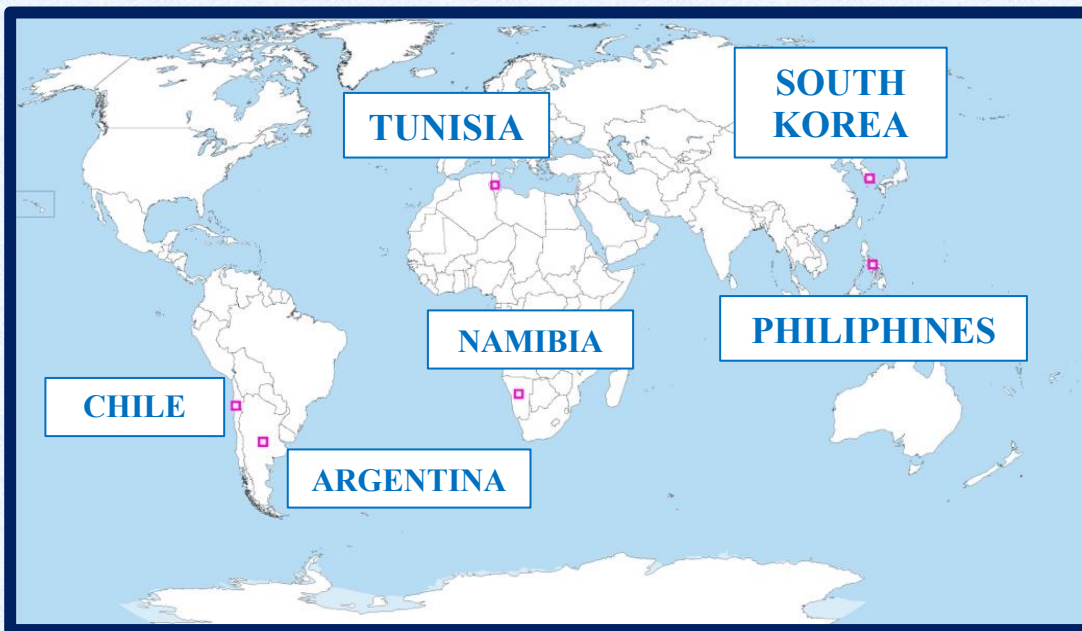 SOUTH
KOREA
TUNISIA
PHILIPHINES
NAMIBIA
CHILE
ARGENTINA